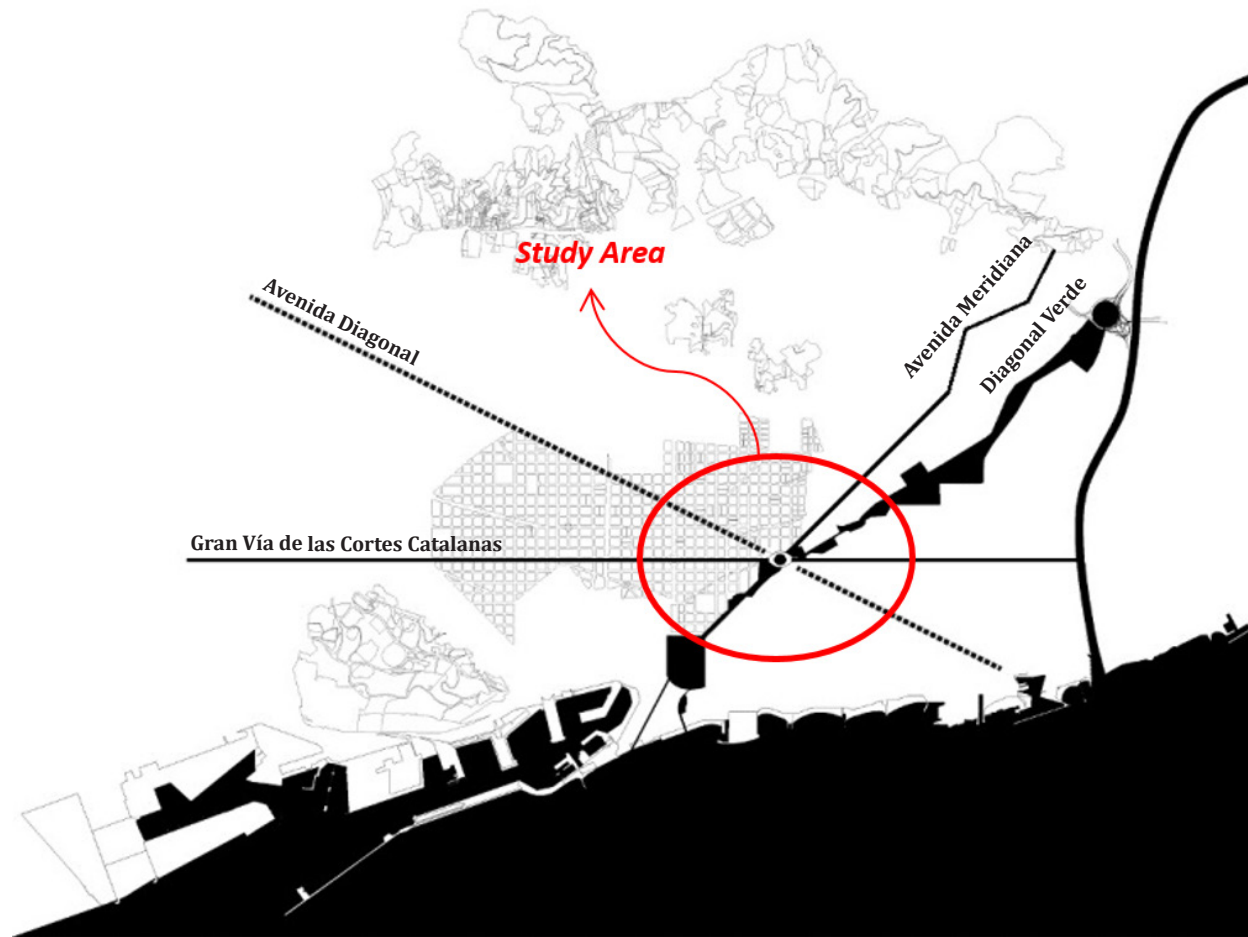 Study Area
Avenida Diagonal
Avenida Meridiana
Diagonal Verde
Gran Vía de las Cortes Catalanas